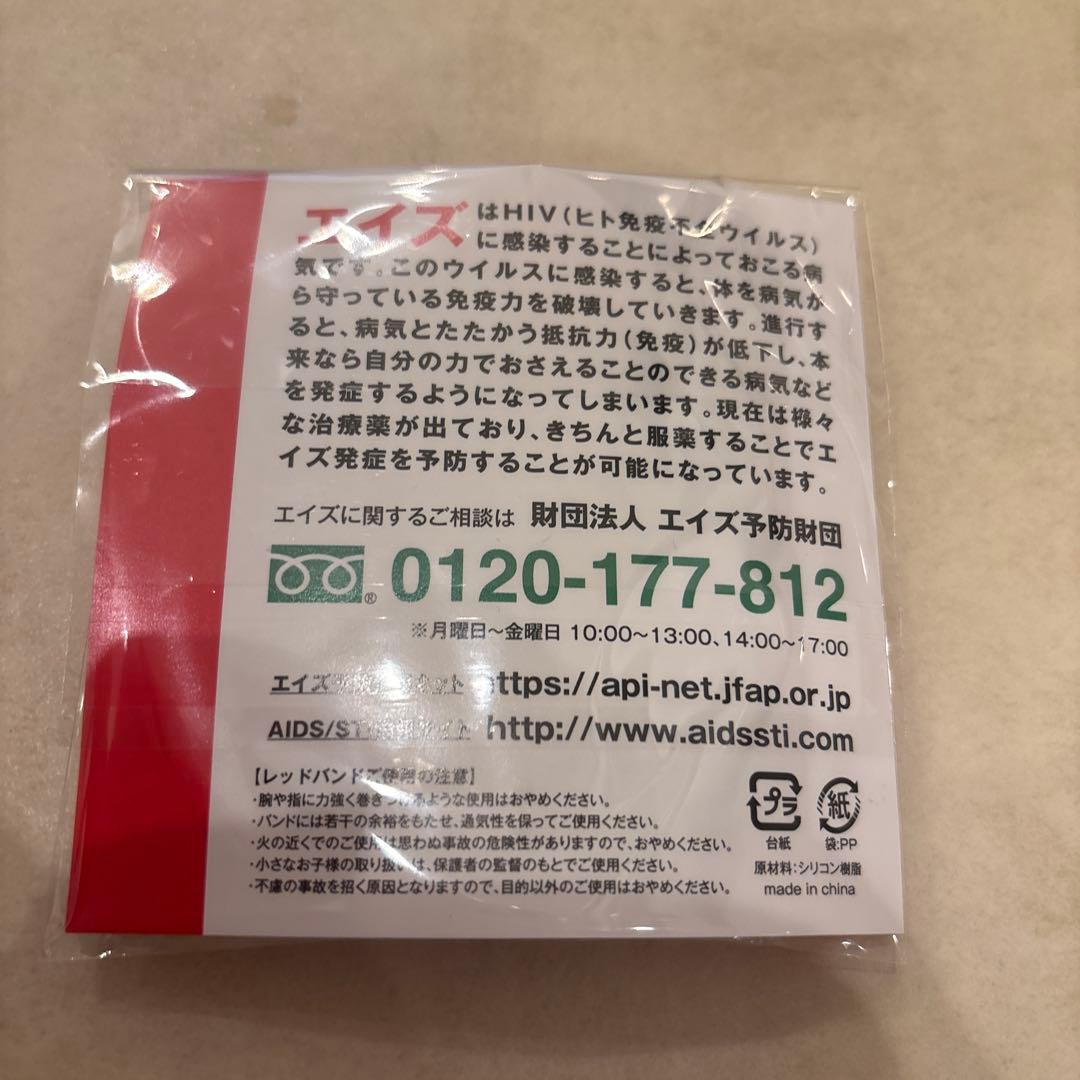 エイズはHIV(ヒト免疫不全ウイルス)
に感染することによっておこる病
気です。このウイルスに感染すると、体を病気か
ら守っている免疫力を破壊していきます。進行す
ると、病気とたたかう抵抗力(免疫)が低下し、本
来なら自分の力でおさえることのできる病気など
を発症するようになってしまいます。現在は様々
な治療薬が出ており、きちんと服薬することでエ
イズ発症を予防することが可能になっています。
エイズに関するご相談は 財団法人 エイズ予防財団
0120-177-812
※月曜日~金曜日 10:00~13:00、14:00~17:00
エイズ ネット https://api-net.jfap.or.jp
AIDS/STI サイト http://www.aidssti.com
【レッドバンドご使用の注意】
・腕や指に力強く巻きつけるような使用はおやめください。
・バンドには若干の余裕をもたせ、通気性を保ってご使用ください。
・火の近くでのご使用は思わぬ事故の危険性がありますので、おやめください。
・小さなお子様の取り扱いは、保護者の監督のもとでご使用ください。
・不慮の事故を招く原因となりますので、目的以外のご使用はおやめください。
プラ 紙
台紙 袋:PP
原材料:シリコン樹脂
made in china